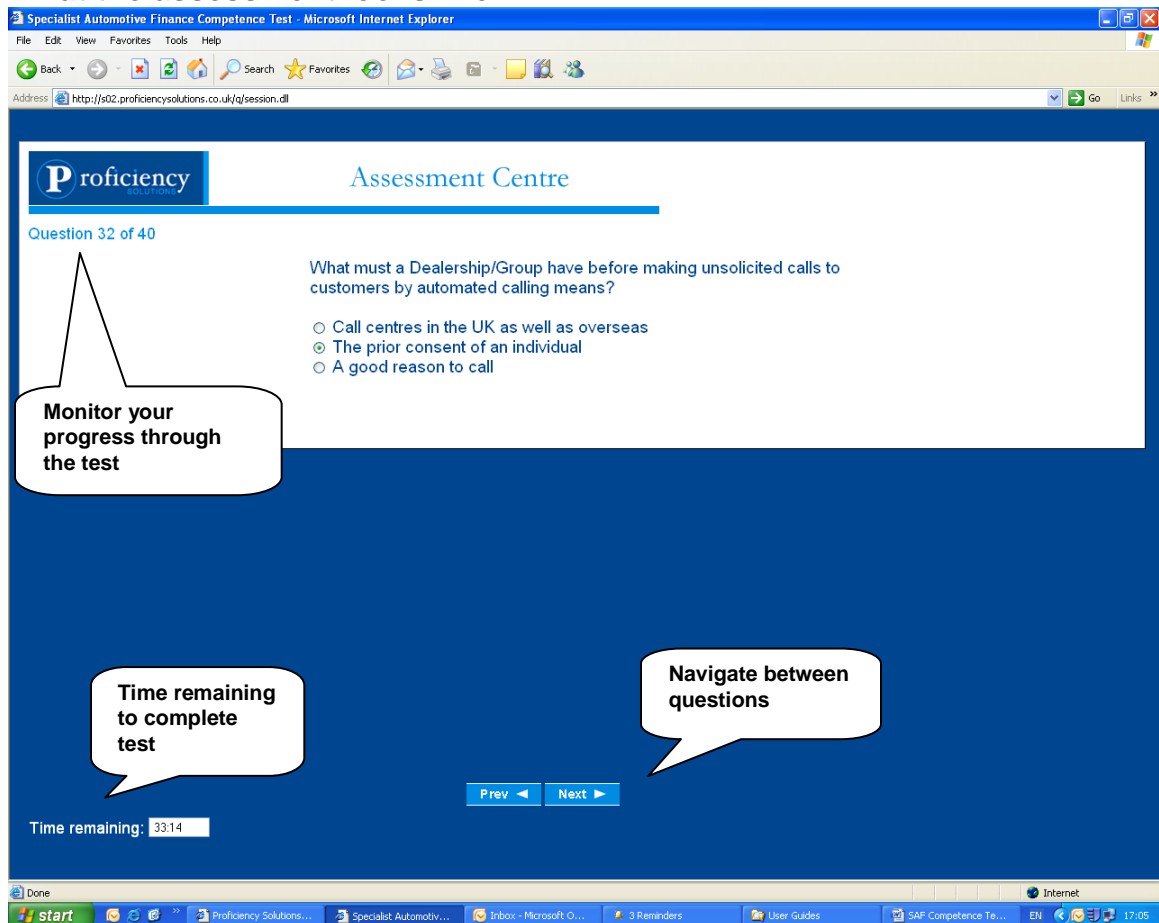 Specialist Automotive Finance Competence Test - Microsoft Internet Explorer
File Edit View Favorites Tools Help
Back Search Favorites
Address http://s02.proficiencysolutions.co.uk/q/session.dll Go Links »
Proficiency
SOLUTIONS
Assessment Centre
Question 32 of 40
What must a Dealership/Group have before making unsolicited calls to
customers by automated calling means?
Call centres in the UK as well as overseas
The prior consent of an individual
A good reason to call
Monitor your
progress through
the test
Time remaining
to complete
test
Navigate between
questions
Prev Next
Time remaining: 33:14
Done Internet
start » Proficiency Solutions... Specialist Automotiv... Inbox - Microsoft O... 3 Reminders User Guides SAF Competence Te... EN 17:05